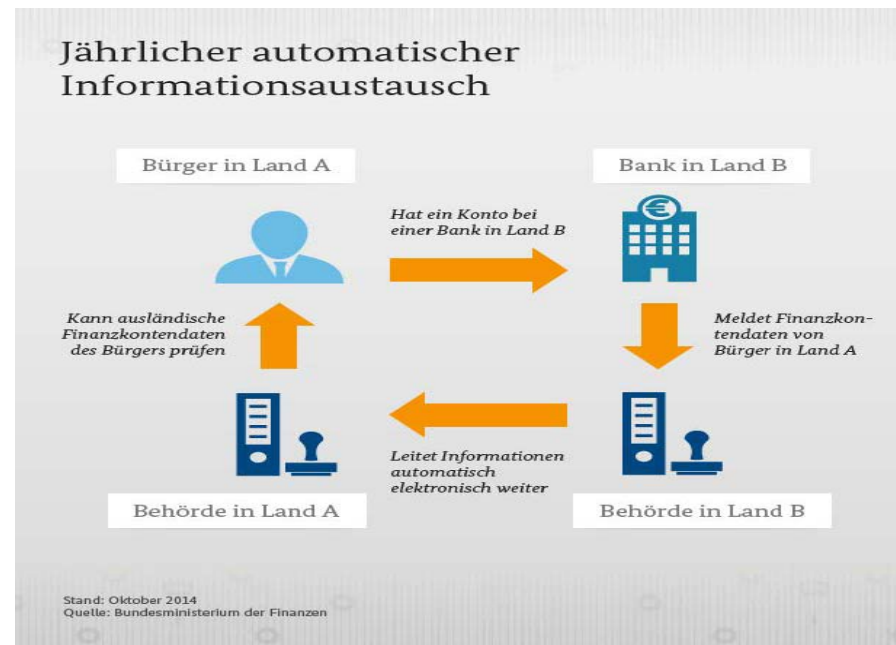 Jährlicher automatischer
Informationsaustausch
Bürger in Land A
Bank in Land B
Hat ein Konto bei
einer Bank in Land B
€
Kann ausländische
Finanzkontendaten
des Bürgers prüfen
Meldet Finanzkon-
tendaten von
Bürger in Land A
Leitet Informationen
automatisch
elektronisch weiter
Behörde in Land A
Behörde in Land B
Stand: Oktober 2014
Quelle: Bundesministerium der Finanzen